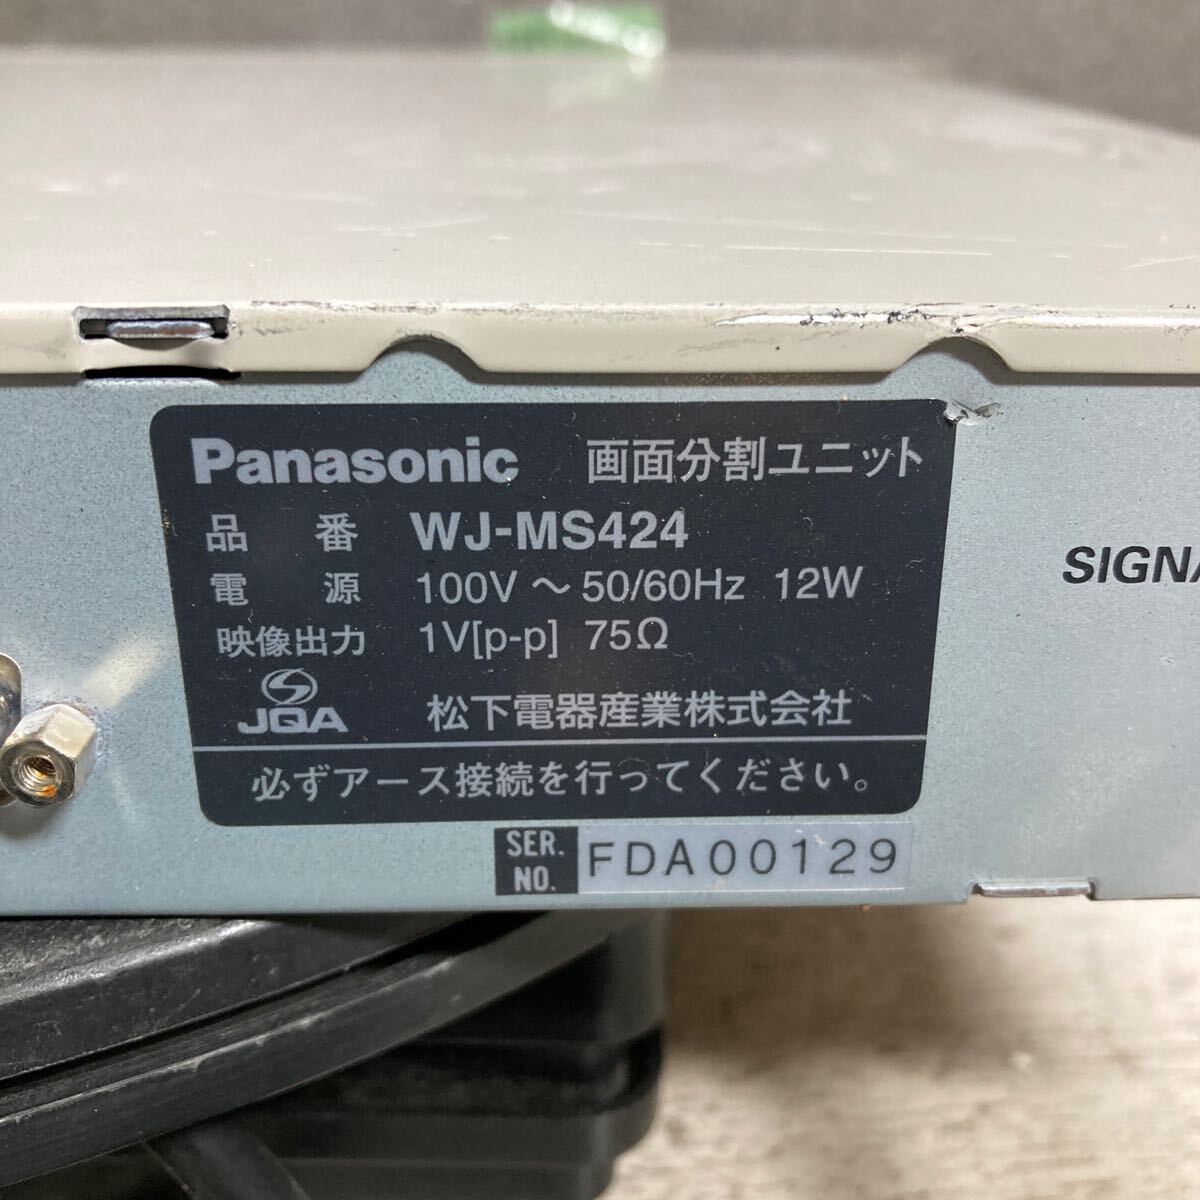 Panasonic 画面分割ユニット
品 番 WJ-MS424
電 源 100V ～ 50/60Hz 12W
映像出力 1V[p-p] 75Ω
JQA 松下電器産業株式会社
必ずアース接続を行ってください。
SER. NO. FDA00129
SIGNA